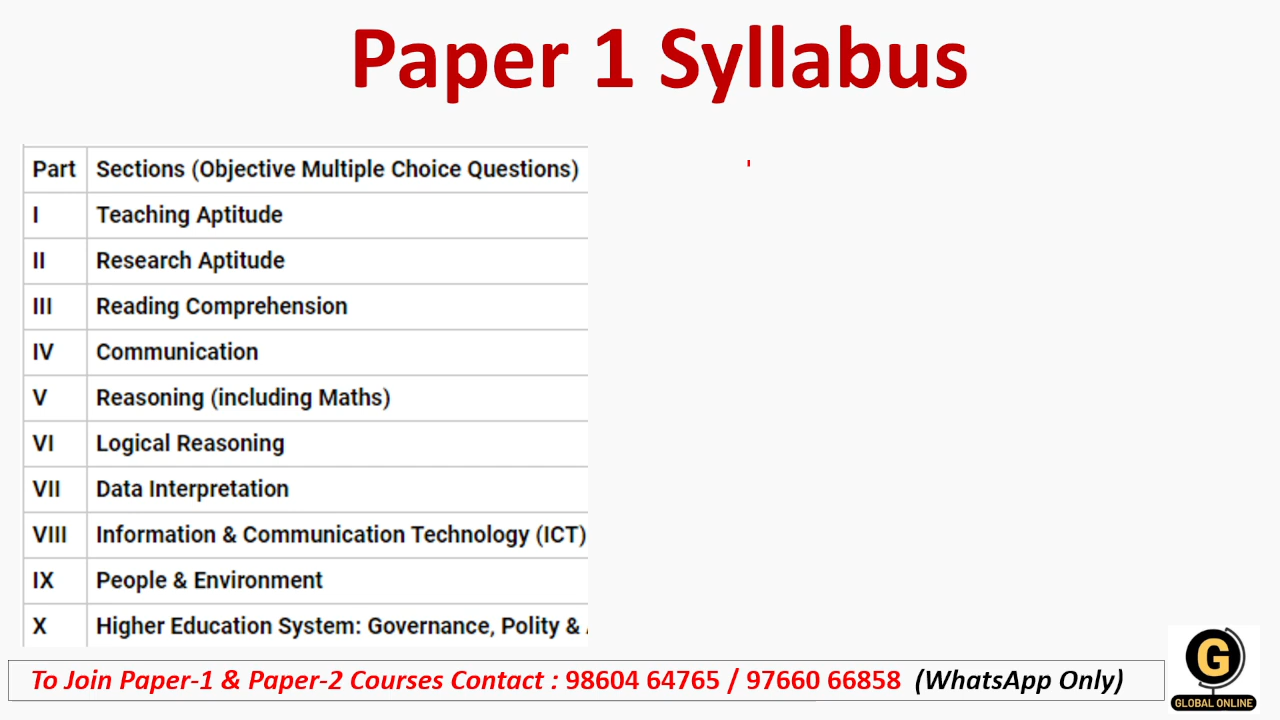 Paper 1 Syllabus
Part Sections (Objective Multiple Choice Questions)
I Teaching Aptitude
II Research Aptitude
III Reading Comprehension
IV Communication
V Reasoning (including Maths)
VI Logical Reasoning
VII Data Interpretation
VIII Information & Communication Technology (ICT)
IX People & Environment
X Higher Education System: Governance, Polity &
To Join Paper-1 & Paper-2 Courses Contact : 98604 64765 / 97660 66858 (WhatsApp Only)
G
GLOBAL ONLINE